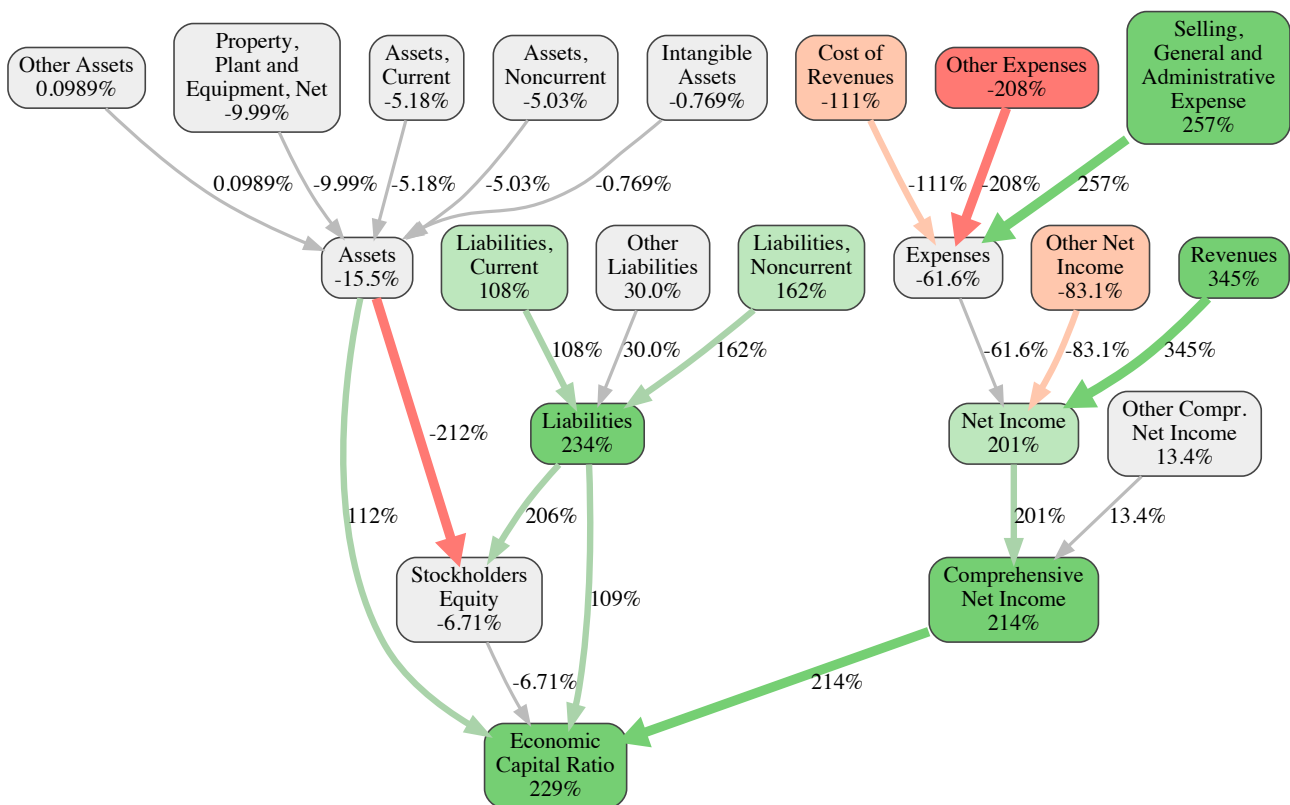 Other Assets
0.0989%
Property,
Plant and
Equipment, Net
-9.99%
Assets,
Current
-5.18%
Assets,
Noncurrent
-5.03%
Intangible
Assets
-0.769%
Cost of
Revenues
-111%
Other Expenses
-208%
Selling,
General and
Administrative
Expense
257%
0.0989%
-9.99%
-5.18%
-5.03%
-0.769%
-111%
-208%
257%
Assets
-15.5%
Liabilities,
Current
108%
Other
Liabilities
30.0%
Liabilities,
Noncurrent
162%
Expenses
-61.6%
Other Net
Income
-83.1%
Revenues
345%
108%
30.0%
162%
-61.6%
-83.1%
345%
-212%
Liabilities
234%
Net Income
201%
Other Compr.
Net Income
13.4%
112%
206%
201%
13.4%
Stockholders
Equity
-6.71%
109%
Comprehensive
Net Income
214%
-6.71%
214%
Economic
Capital Ratio
229%